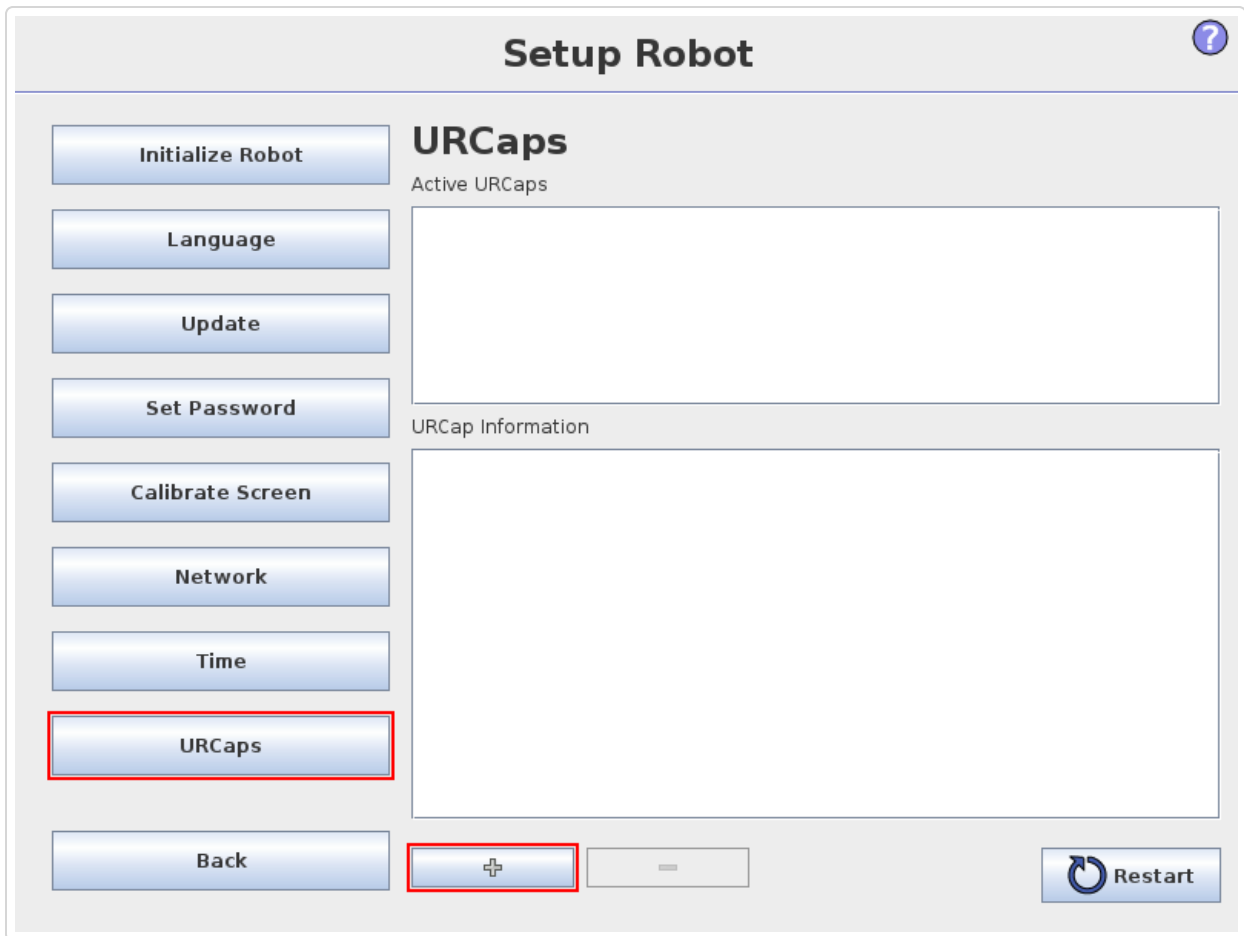 Setup Robot
?
Initialize Robot
Language
Update
Set Password
Calibrate Screen
Network
Time
URCaps
Back
URCaps
Active URCaps
URCap Information
Restart